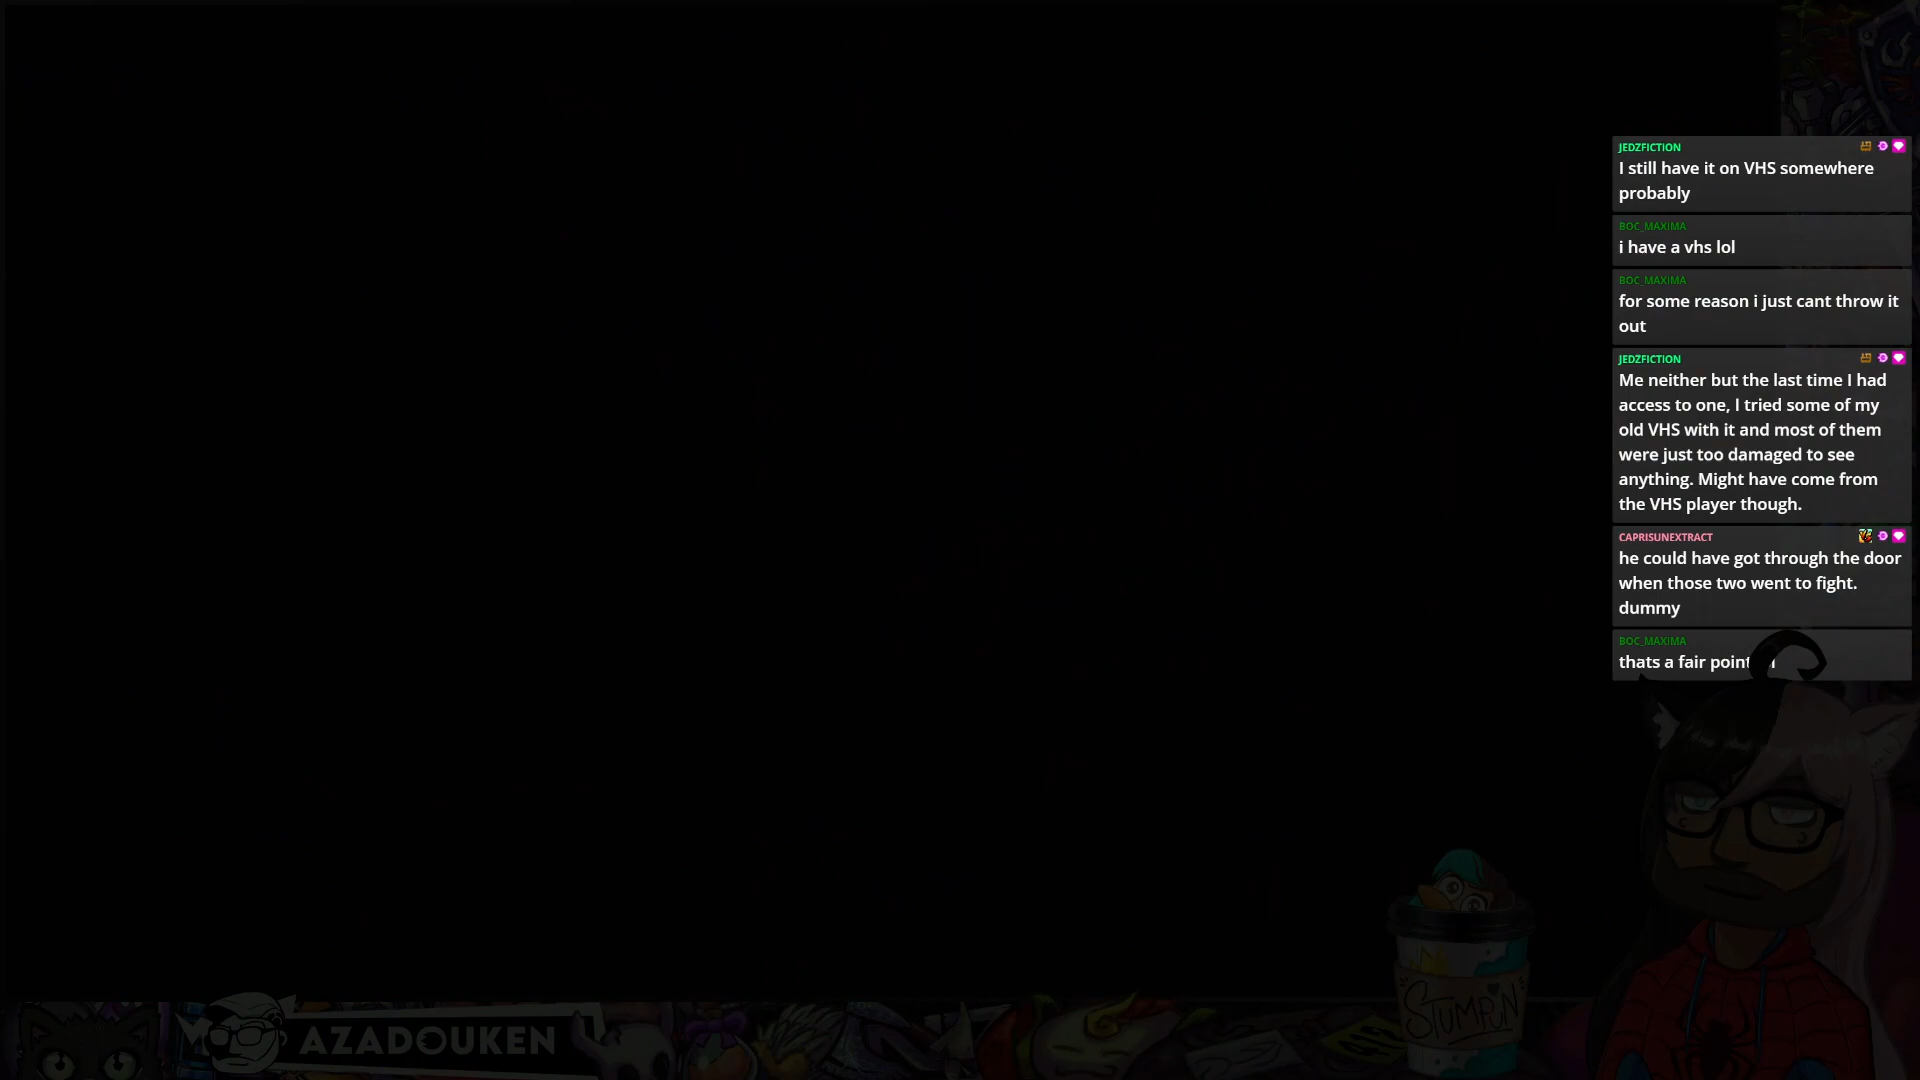 JEDZFICTION
I still have it on VHS somewhere
probably
BOC_MAXIMA
i have a vhs lol
BOC_MAXIMA
for some reason i just cant throw it
out
JEDZFICTION
Me neither but the last time I had
access to one, I tried some of my
old VHS with it and most of them
were just too damaged to see
anything. Might have come from
the VHS player though.
CAPRISUNEXTRACT
he could have got through the door
when those two went to fight.
dummy
BOC_MAXIMA
thats a fair point
STUMPUN
AZADOUKEN